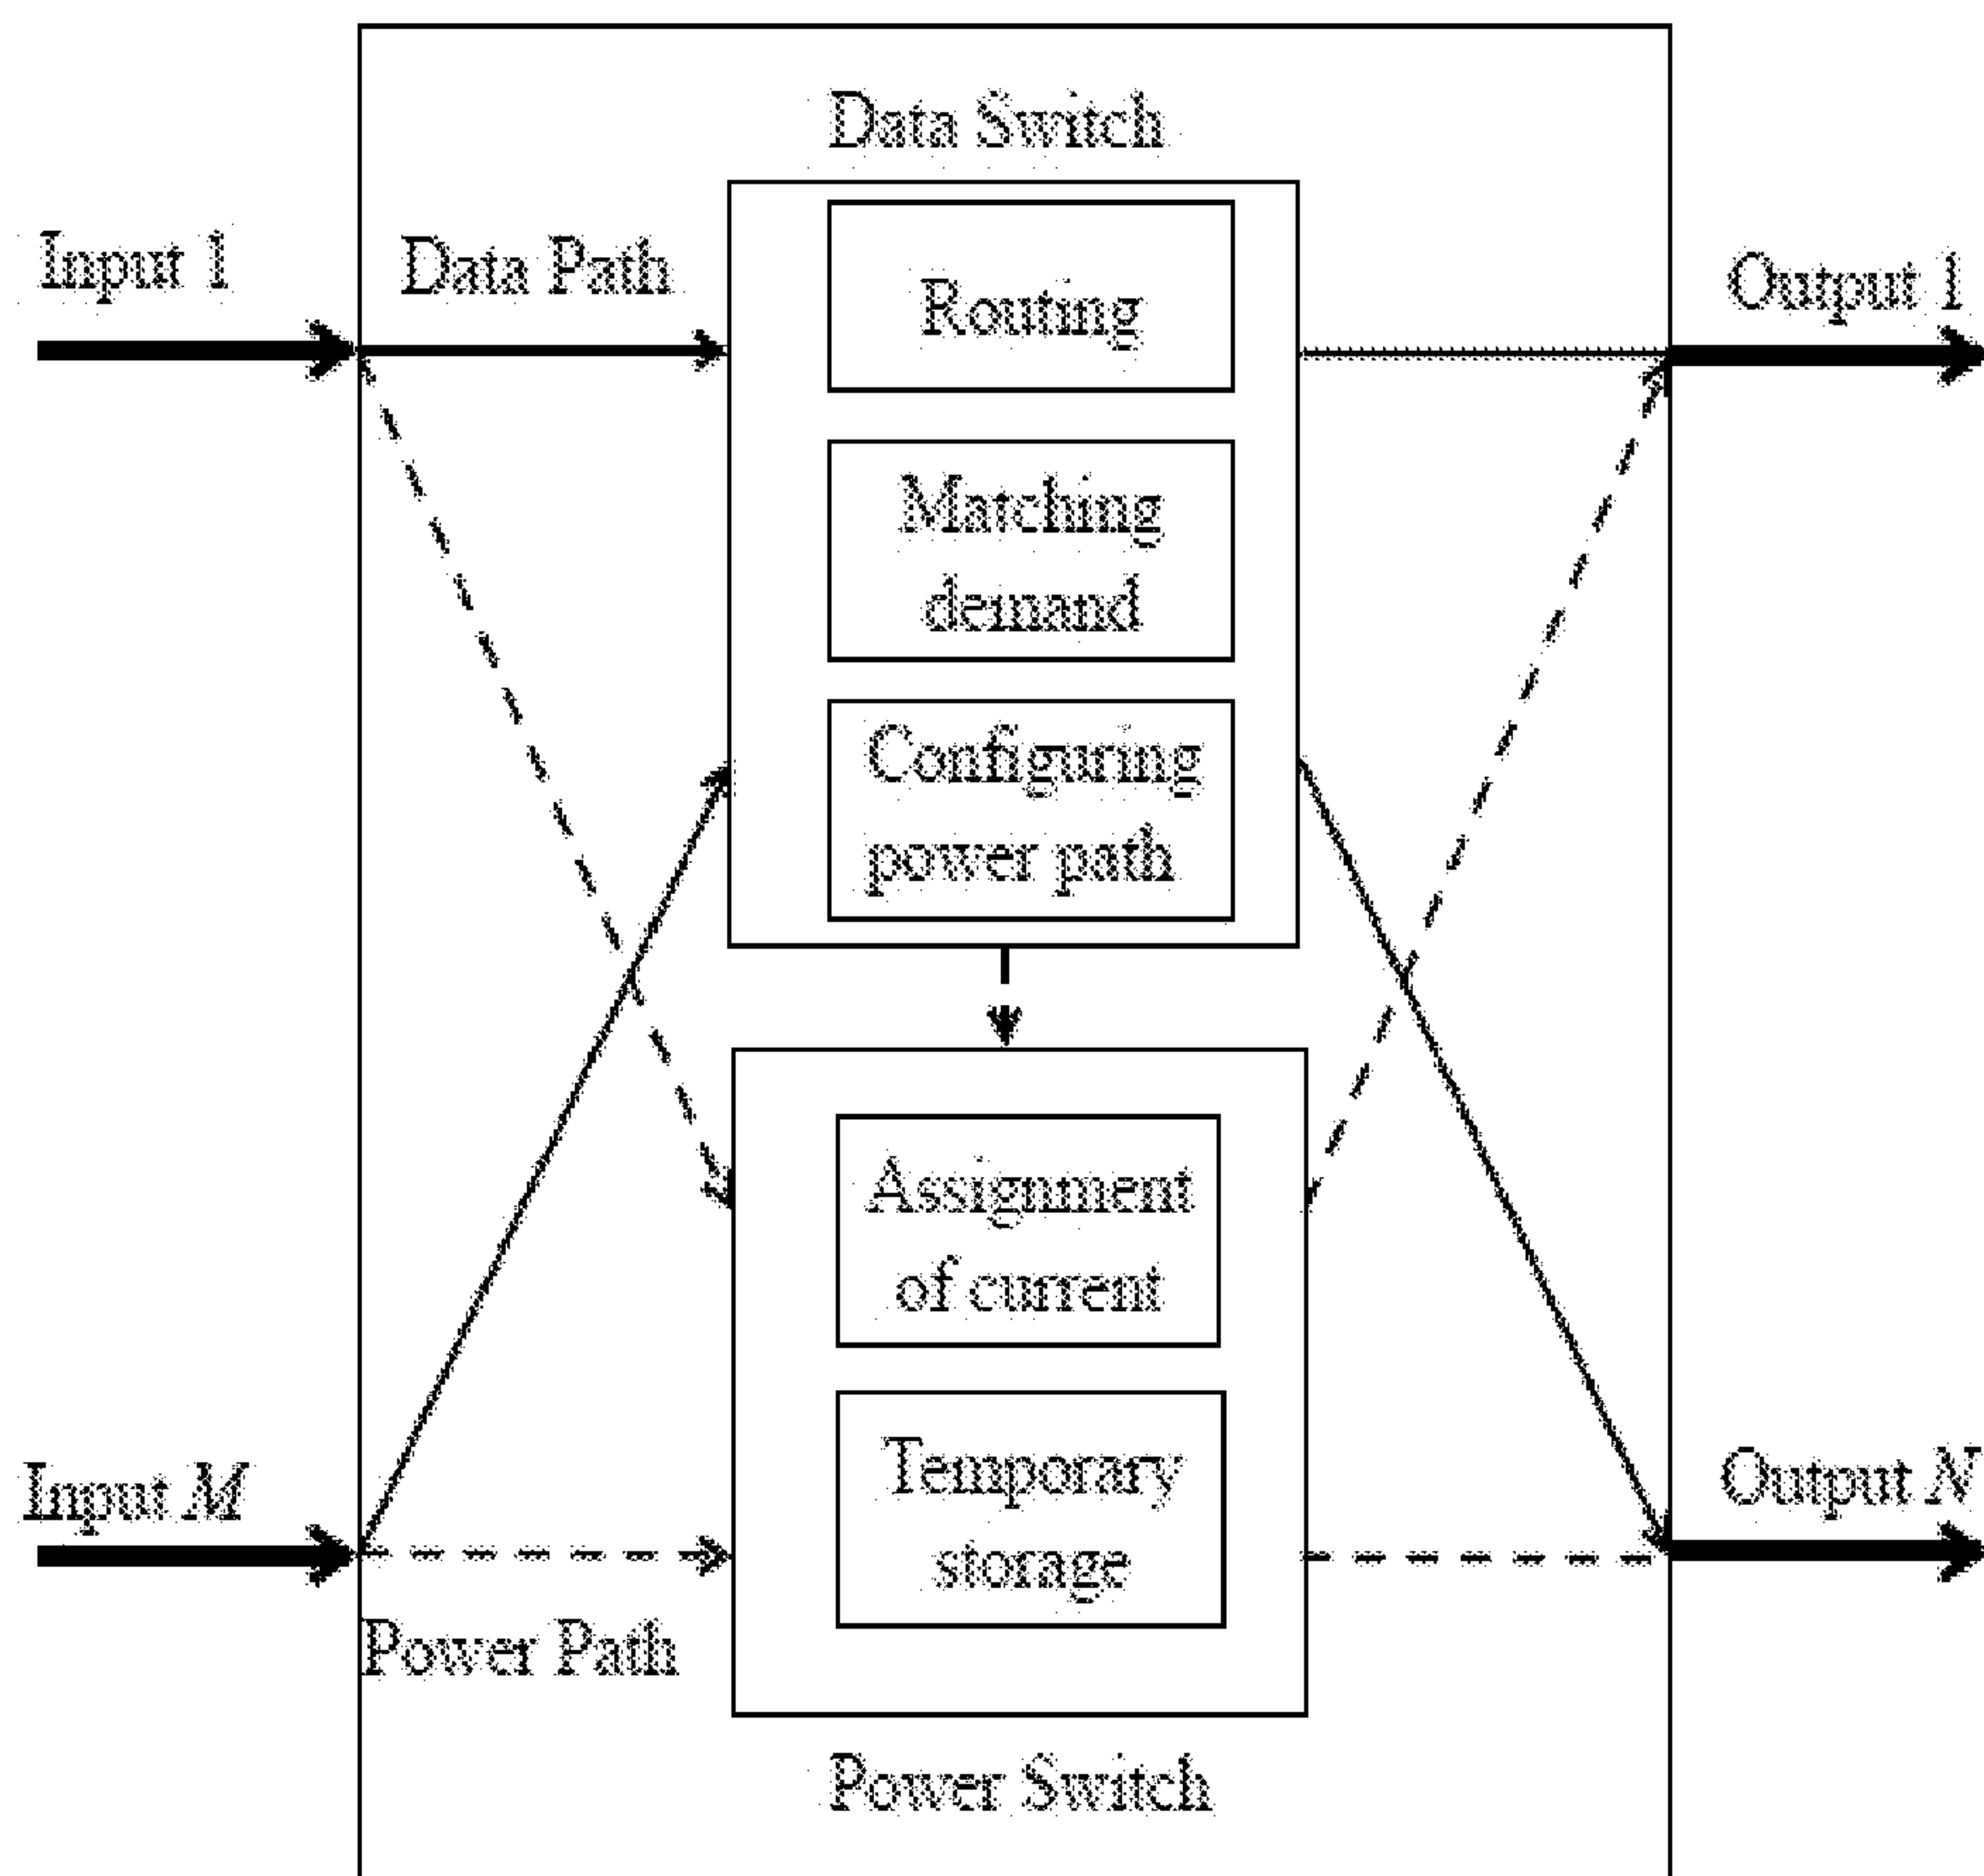 Data Switch
Input 1
Data Path
Routing
Output 1
Matching
demand
Configuring
power path
Assignment
of current
Input M
Temporary
storage
Output N
Power Path
Power Switch